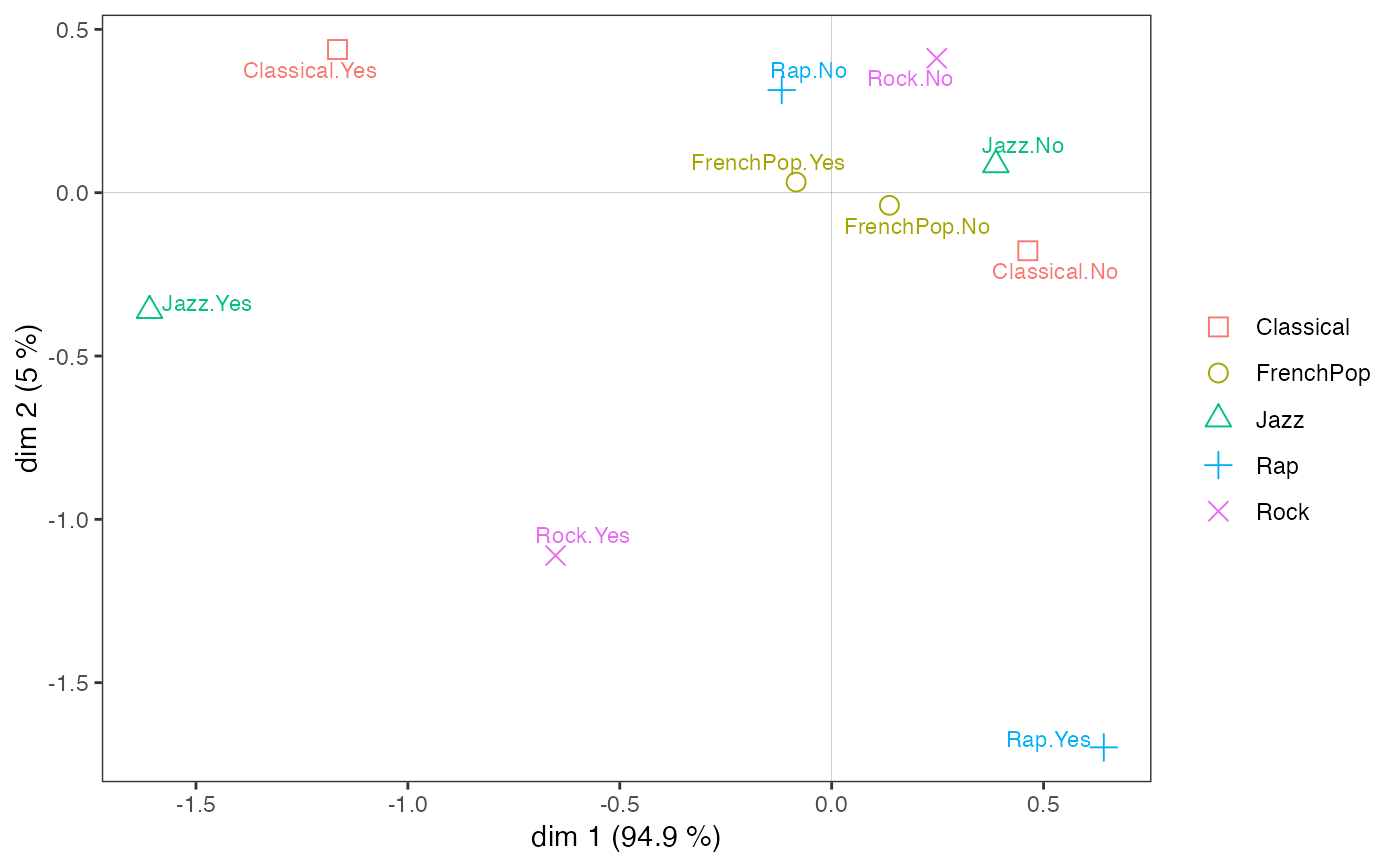 0.5
0.0
-0.5
-1.0
-1.5
dim 2 (5 %)
Classical.Yes
Rap.No
Rock.No
Jazz.No
FrenchPop.Yes
FrenchPop.No
Classical.No
Jazz.Yes
Rock.Yes
Rap.Yes
-1.5 -1.0 -0.5 0.0 0.5
dim 1 (94.9 %)
Classical
FrenchPop
Jazz
Rap
Rock